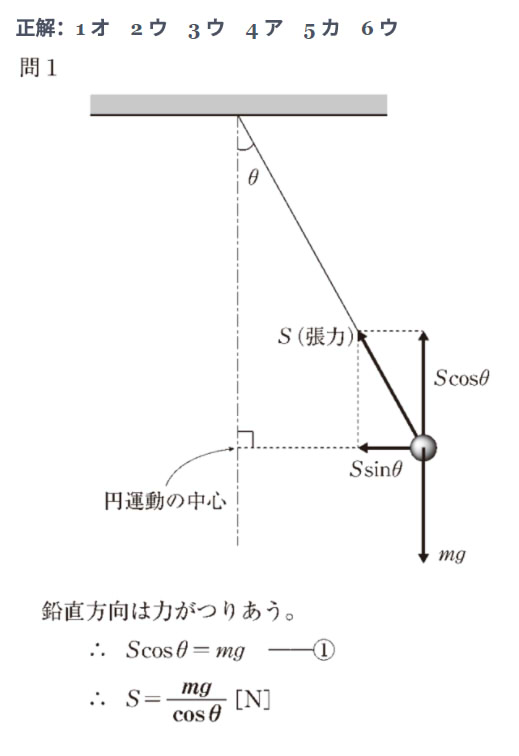 正解：1 オ　2 ウ　3 ウ　4 ア　5 カ　6 ウ
問1
θ
S（張力）
Scosθ
Ssinθ
円運動の中心
mg
鉛直方向は力がつりあう。
∴ Scosθ＝mg ――①
∴ S＝mg/cosθ [N]